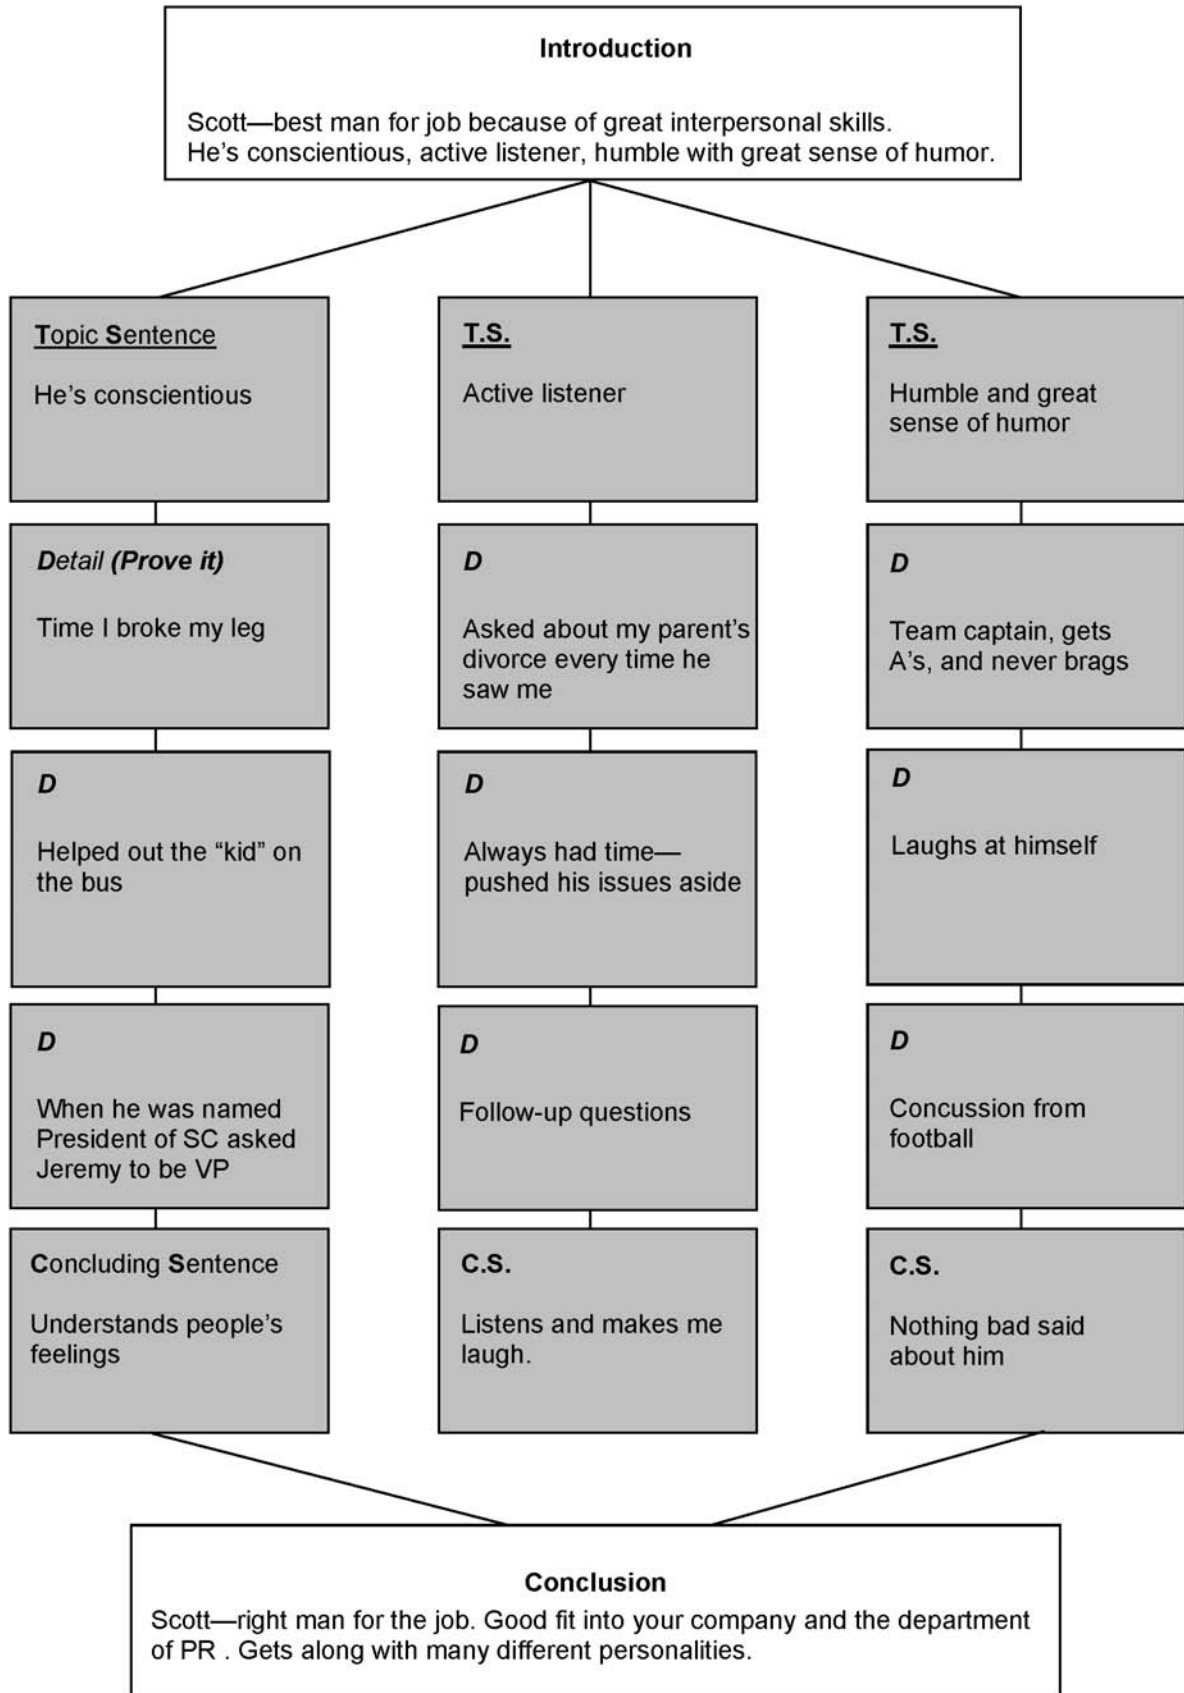 Introduction
Scott—best man for job because of great interpersonal skills.
He's conscientious, active listener, humble with great sense of humor.
Topic Sentence
He's conscientious
Detail (Prove it)
Time I broke my leg
D
Helped out the “kid” on
the bus
D
When he was named
President of SC asked
Jeremy to be VP
Concluding Sentence
Understands people's
feelings
T.S.
Active listener
D
Asked about my parent's
divorce every time he
saw me
D
Always had time—
pushed his issues aside
D
Follow-up questions
C.S.
Listens and makes me
laugh.
T.S.
Humble and great
sense of humor
D
Team captain, gets
A's, and never brags
D
Laughs at himself
D
Concussion from
football
C.S.
Nothing bad said
about him
Conclusion
Scott—right man for the job. Good fit into your company and the department
of PR . Gets along with many different personalities.